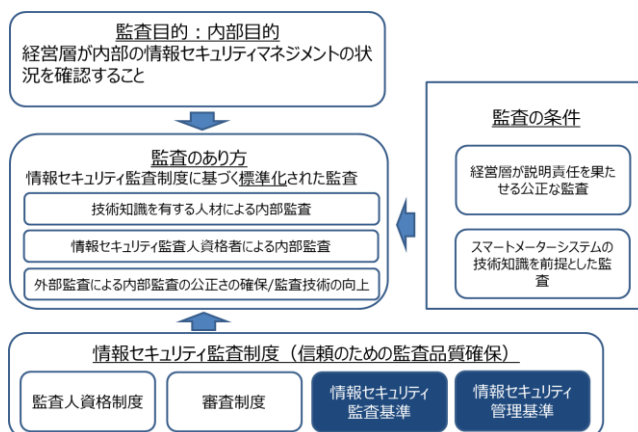 監査目的：内部目的
経営層が内部の情報セキュリティマネジメントの状
況を確認すること
監査の条件
経営層が説明責任を果た
せる公正な監査
スマートメーターシステムの
技術知識を前提とした監
査
監査のあり方
情報セキュリティ監査制度に基づく標準化された監査
技術知識を有する人材による内部監査
情報セキュリティ監査人資格者による内部監査
外部監査による内部監査の公正さの確保/監査技術の向上
情報セキュリティ監査制度（信頼のための監査品質確保）
監査人資格制度
審査制度
情報セキュリティ
監査基準
情報セキュリティ
管理基準